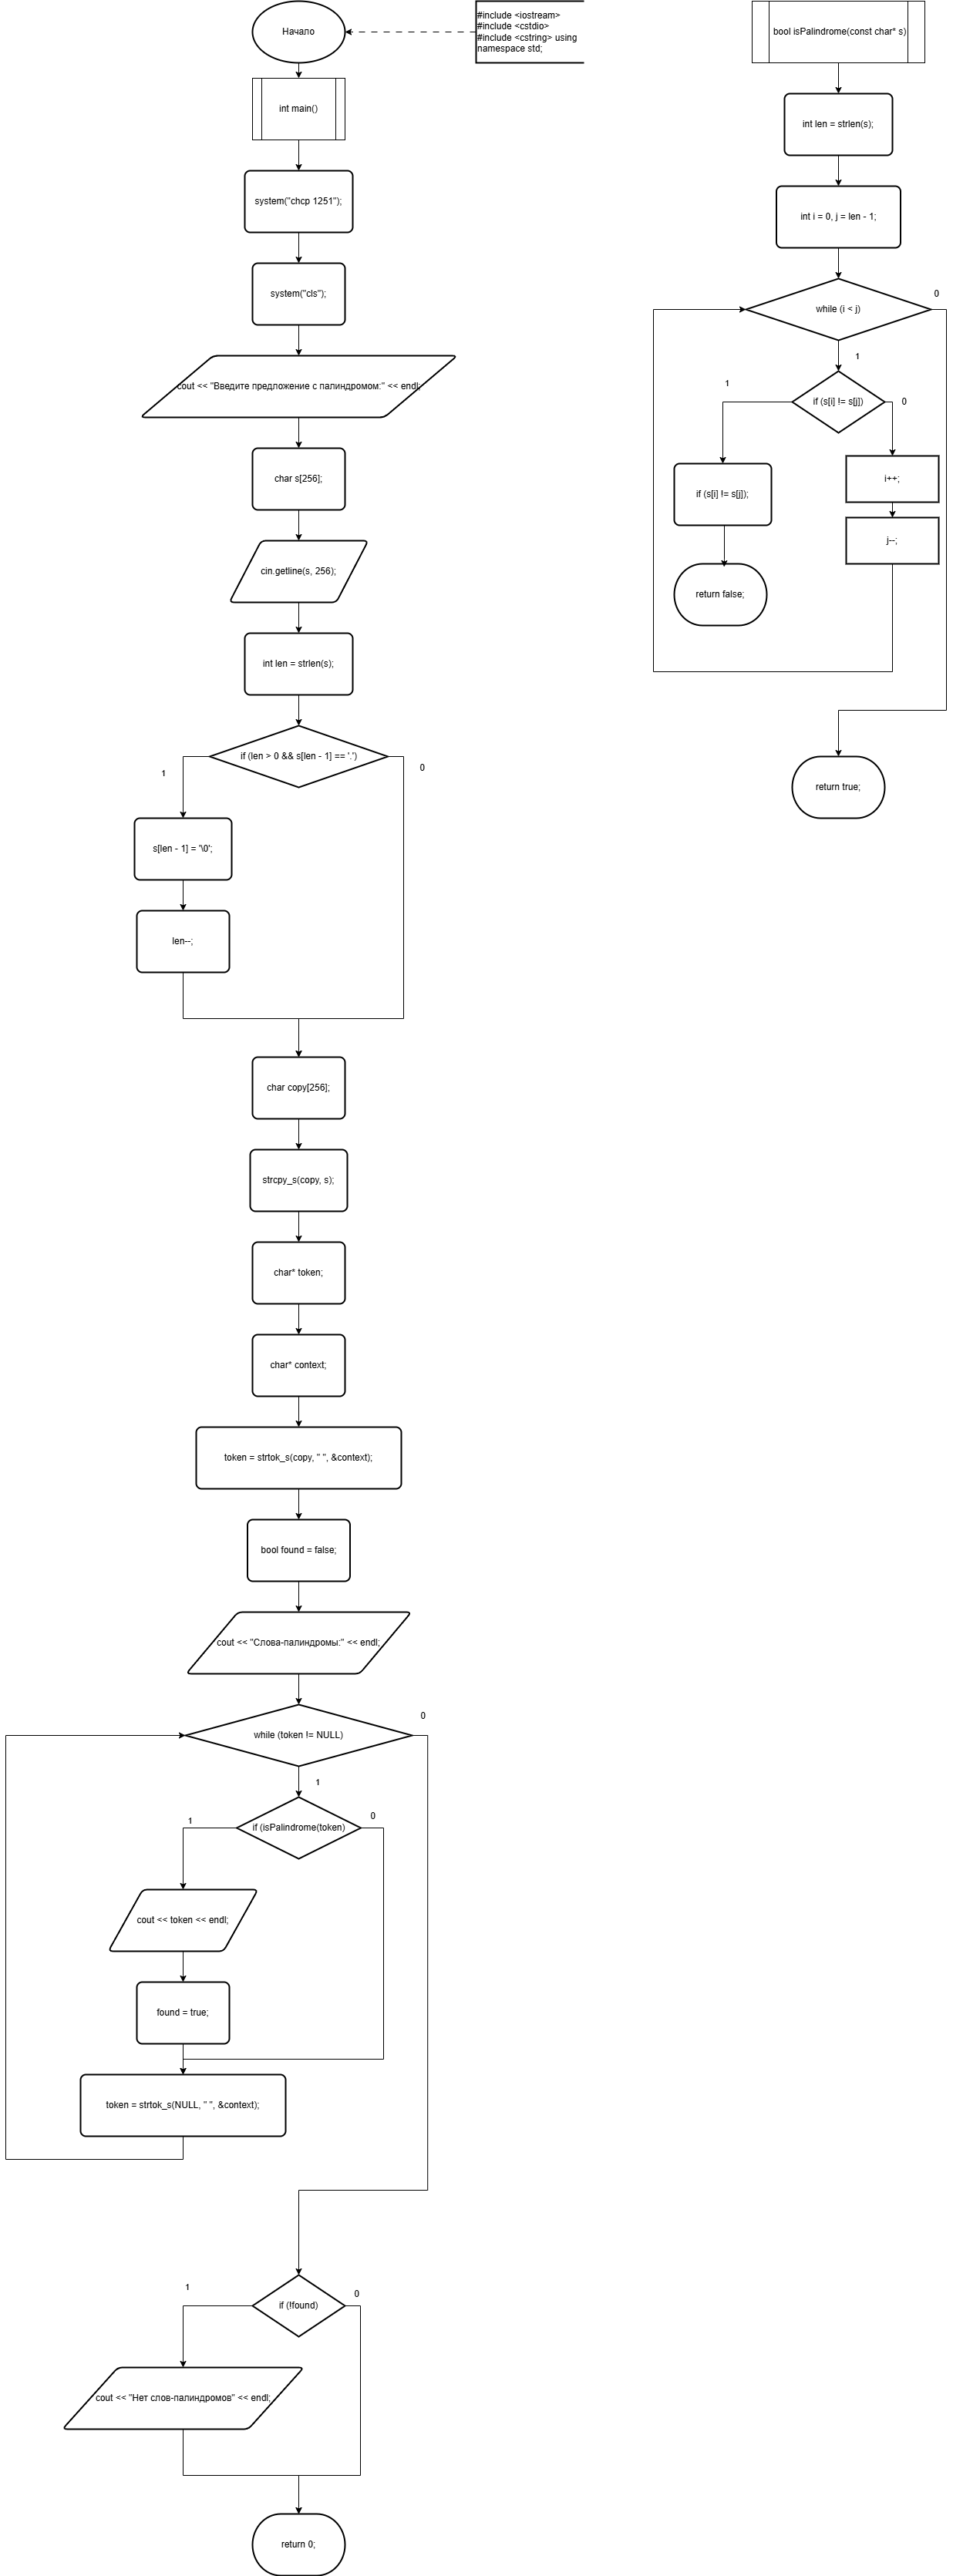 Начало
#include <iostream>
#include <cstdio>
#include <cstring> using
namespace std;
int main()
system("chcp 1251");
system("cls");
cout << "Введите предложение с палиндромом:" << endl;
char s[256];
cin.getline(s, 256);
int len = strlen(s);
if (len > 0 && s[len - 1] == '.')
1
0
s[len - 1] = '\0';
len--;
char copy[256];
strcpy_s(copy, s);
char* token;
char* context;
token = strtok_s(copy, " ", &context);
bool found = false;
cout << "Слова-палиндромы:" << endl;
while (token != NULL)
0
1
if (isPalindrome(token)
1
0
cout << token << endl;
found = true;
token = strtok_s(NULL, " ", &context);
if (!found)
1
0
cout << "Нет слов-палиндромов" << endl;
return 0;
bool isPalindrome(const char* s)
int len = strlen(s);
int i = 0, j = len - 1;
while (i < j)
0
1
if (s[i] != s[j])
1
0
if (s[i] != s[j]);
i++;
j--;
return false;
return true;